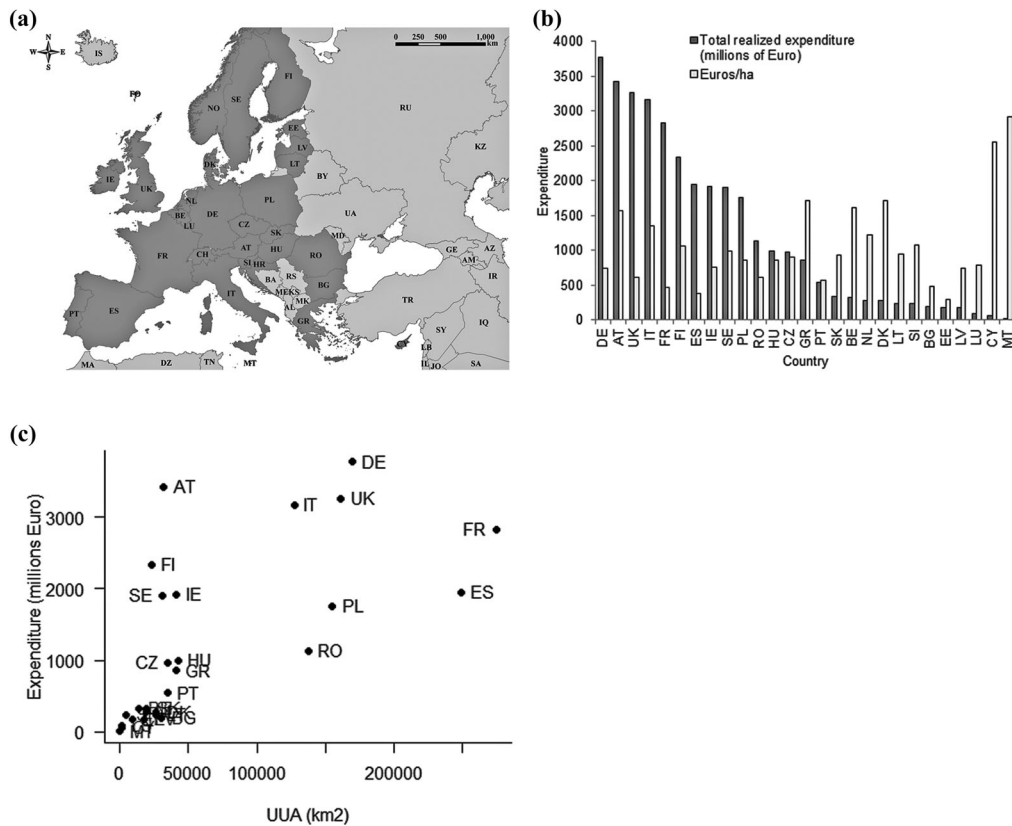 (a)
N
W E
S
IS
0 250 500 1,000
km
FI
NO
SE
RU
FO
EE
LV
LT
DK
KZ
IE
UK
NL
BY
PL
DE
BE
LU
UA
CZ
SK
MD
FR
AT
HU
CH
RO
SI
HR
GE
AZ
AM
BA
RS
BG
IR
IT
MEKS
MK
AL
PT
ES
TR
GR
SY
IQ
CY
LB
MA
DZ
TN
MT
IL
JO
SA
(b)
Total realized expenditure
(millions of Euro)
Euros/ha
Expenditure
4000
3500
3000
2500
2000
1500
1000
500
0
DE AT UK IT FR FI ES IE SE PL RO HU CZ GR PT SK BE NL DK LT SI BG EE LV LU CY MT
Country
(c)
Expenditure (millions Euro)
3000
2000
1000
0
DE
AT
UK
IT
FR
FI
SE
IE
ES
PL
RO
CZ
HU
GR
PT
BG
LV
MT
0 50000 100000 200000
UUA (km2)